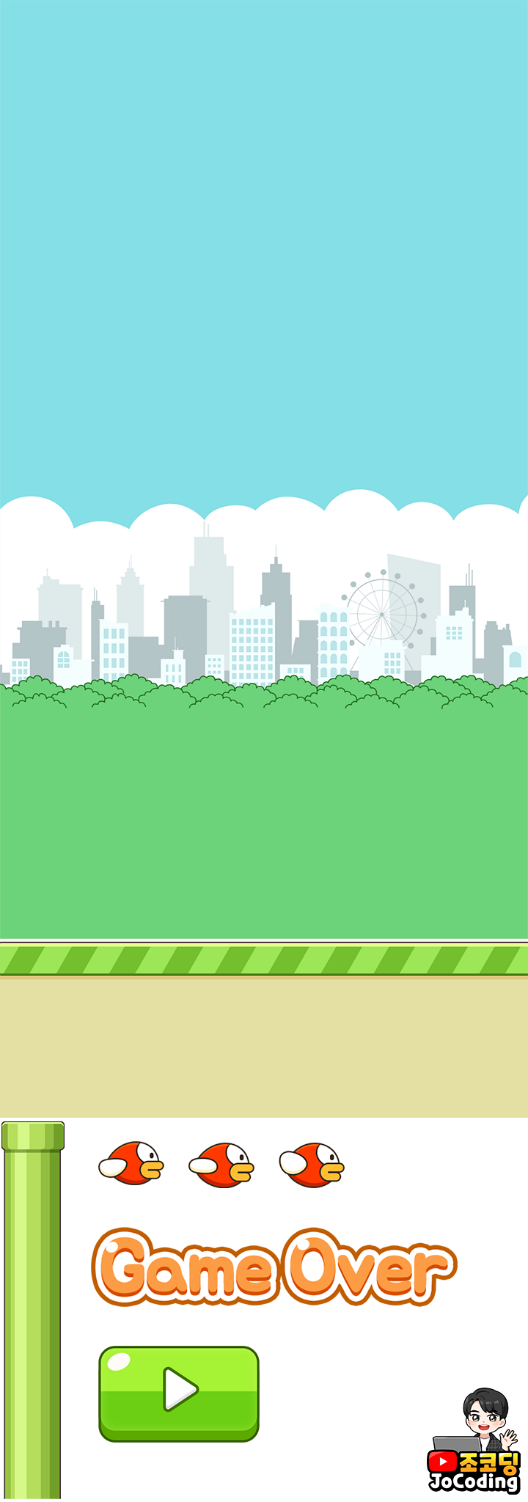 Game Over
조코딩
JoCoding